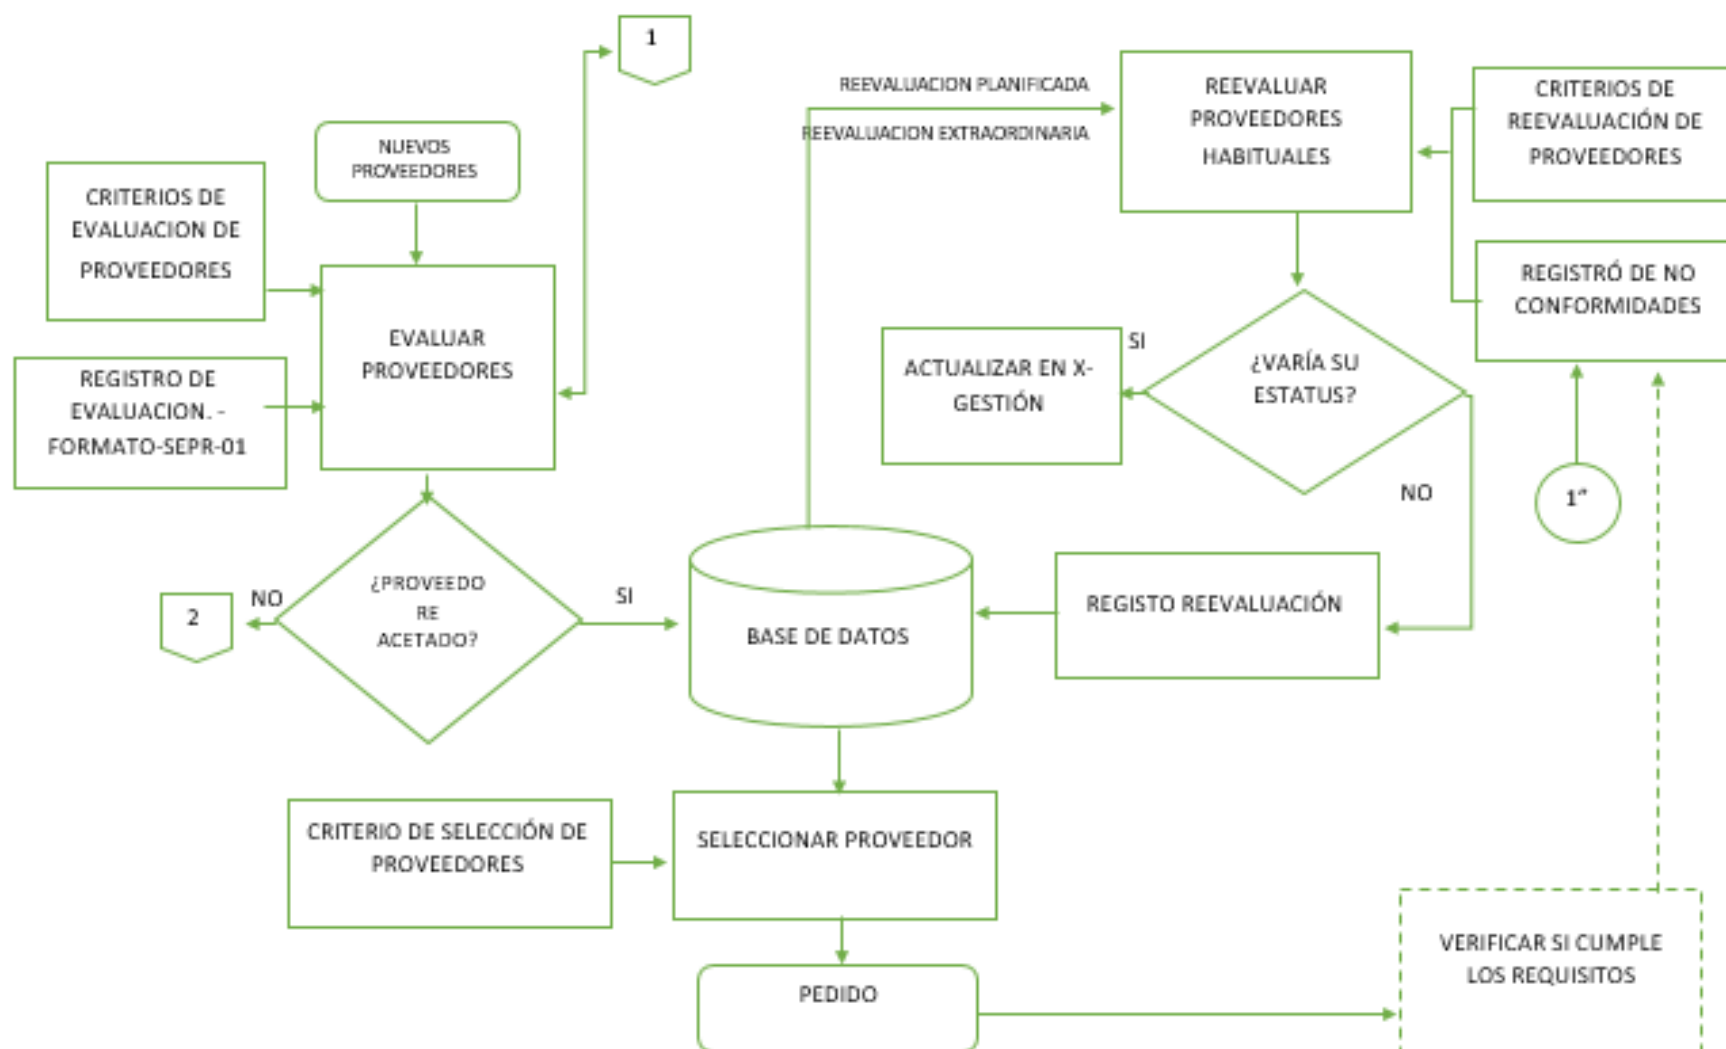 1
REEVALUACION PLANIFICADA
REEVALUACION EXTRAORDINARIA
REEVALUAR
PROVEEDORES
HABITUALES
CRITERIOS DE
REEVALUACIÓN DE
PROVEEDORES
NUEVOS
PROVEEDORES
CRITERIOS DE
EVALUACION DE
PROVEEDORES
REGISTRÓ DE NO
CONFORMIDADES
EVALUAR
PROVEEDORES
SI
¿VARÍA SU
ESTATUS?
ACTUALIZAR EN X-
GESTIÓN
REGISTRO DE
EVALUACION. -
FORMATO-SEPR-01
NO
1”
2
NO
¿PROVEEDO
RE
ACETADO?
SI
BASE DE DATOS
REGISTO REEVALUACIÓN
CRITERIO DE SELECCIÓN DE
PROVEEDORES
SELECCIONAR PROVEEDOR
VERIFICAR SI CUMPLE
LOS REQUISITOS
PEDIDO